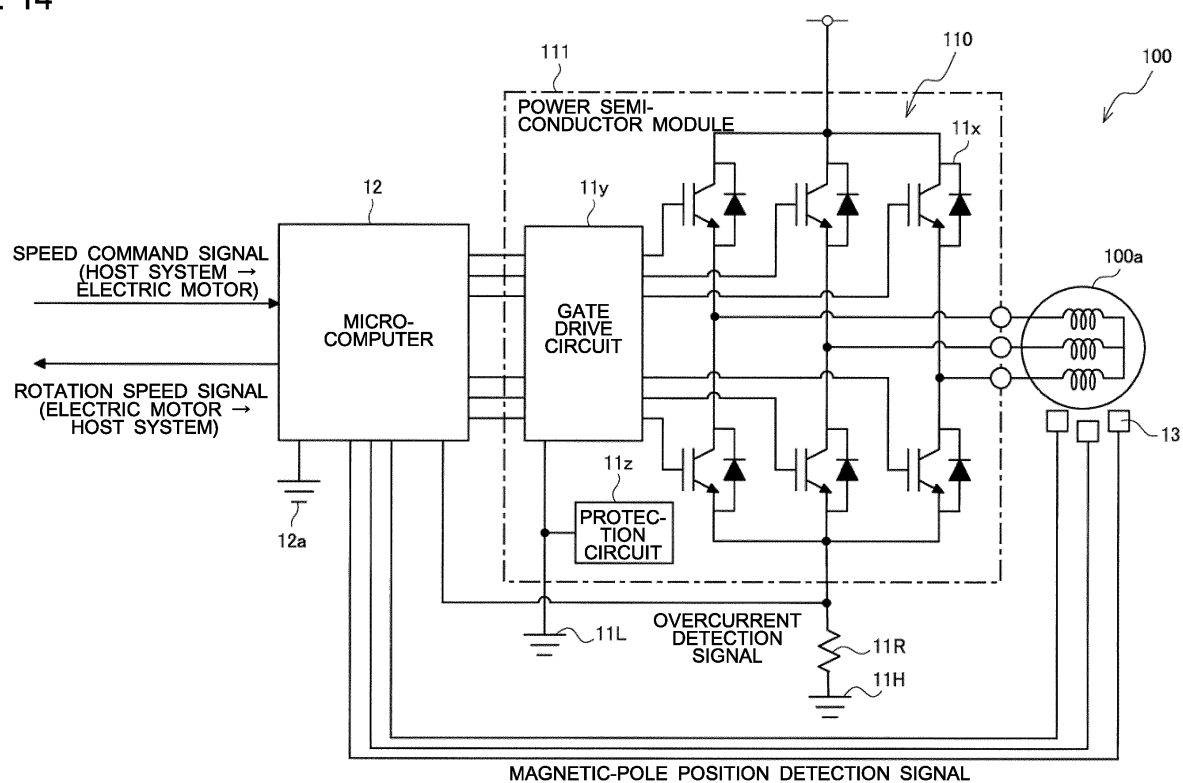 14
110
100
111
POWER SEMI-
CONDUCTOR MODULE
11x
12
11y
SPEED COMMAND SIGNAL
(HOST SYSTEM →
ELECTRIC MOTOR)
100a
MICRO-
COMPUTER
GATE
DRIVE
CIRCUIT
ROTATION SPEED SIGNAL
(ELECTRIC MOTOR →
HOST SYSTEM)
13
11z
PROTEC-
TION
CIRCUIT
12a
OVERCURRENT
DETECTION
SIGNAL
11L
11R
11H
MAGNETIC-POLE POSITION DETECTION SIGNAL